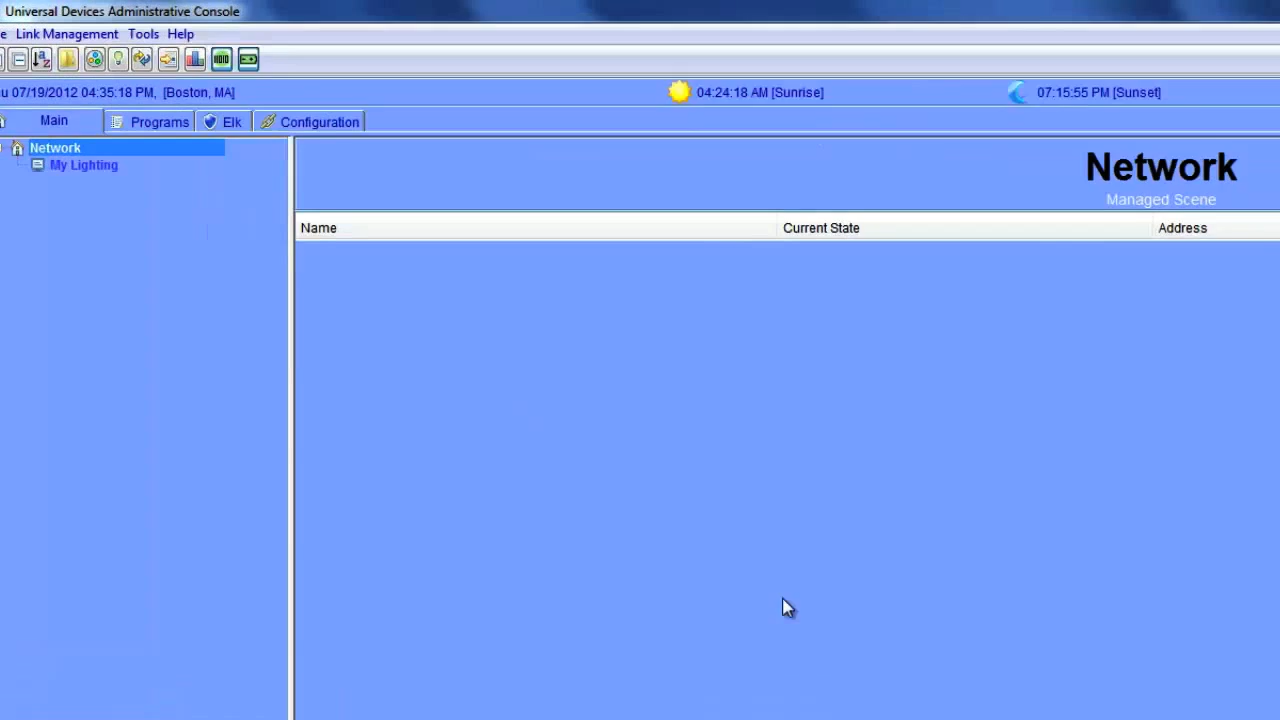 Universal Devices Administrative Console
e Link Management Tools Help
u 07/19/2012 04:35:18 PM, [Boston, MA] 04:24:18 AM [Sunrise] 07:15:55 PM [Sunset]
Main Programs Elk Configuration
Network
My Lighting
Network
Managed Scene
Name Current State Address